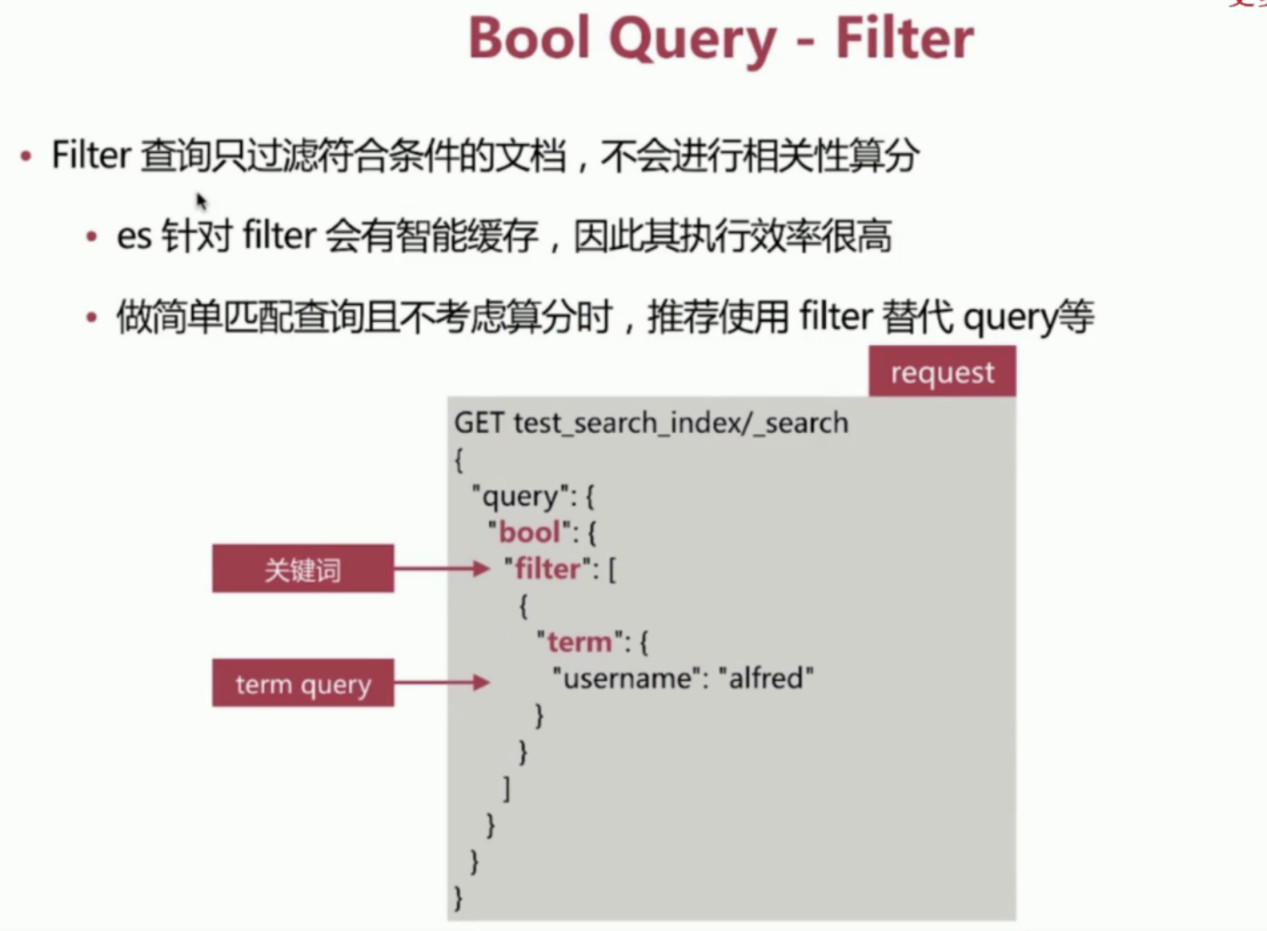 Bool Query - Filter
Filter 查询只过滤符合条件的文档，不会进行相关性算分
es 针对 filter 会有智能缓存，因此其执行效率很高
做简单匹配查询且不考虑算分时，推荐使用 filter 替代 query等
request
GET test_search_index/_search
{
"query": {
"bool": {
关键词
"filter": [
{
"term": {
term query
"username": "alfred"
}
}
]
}
}
}